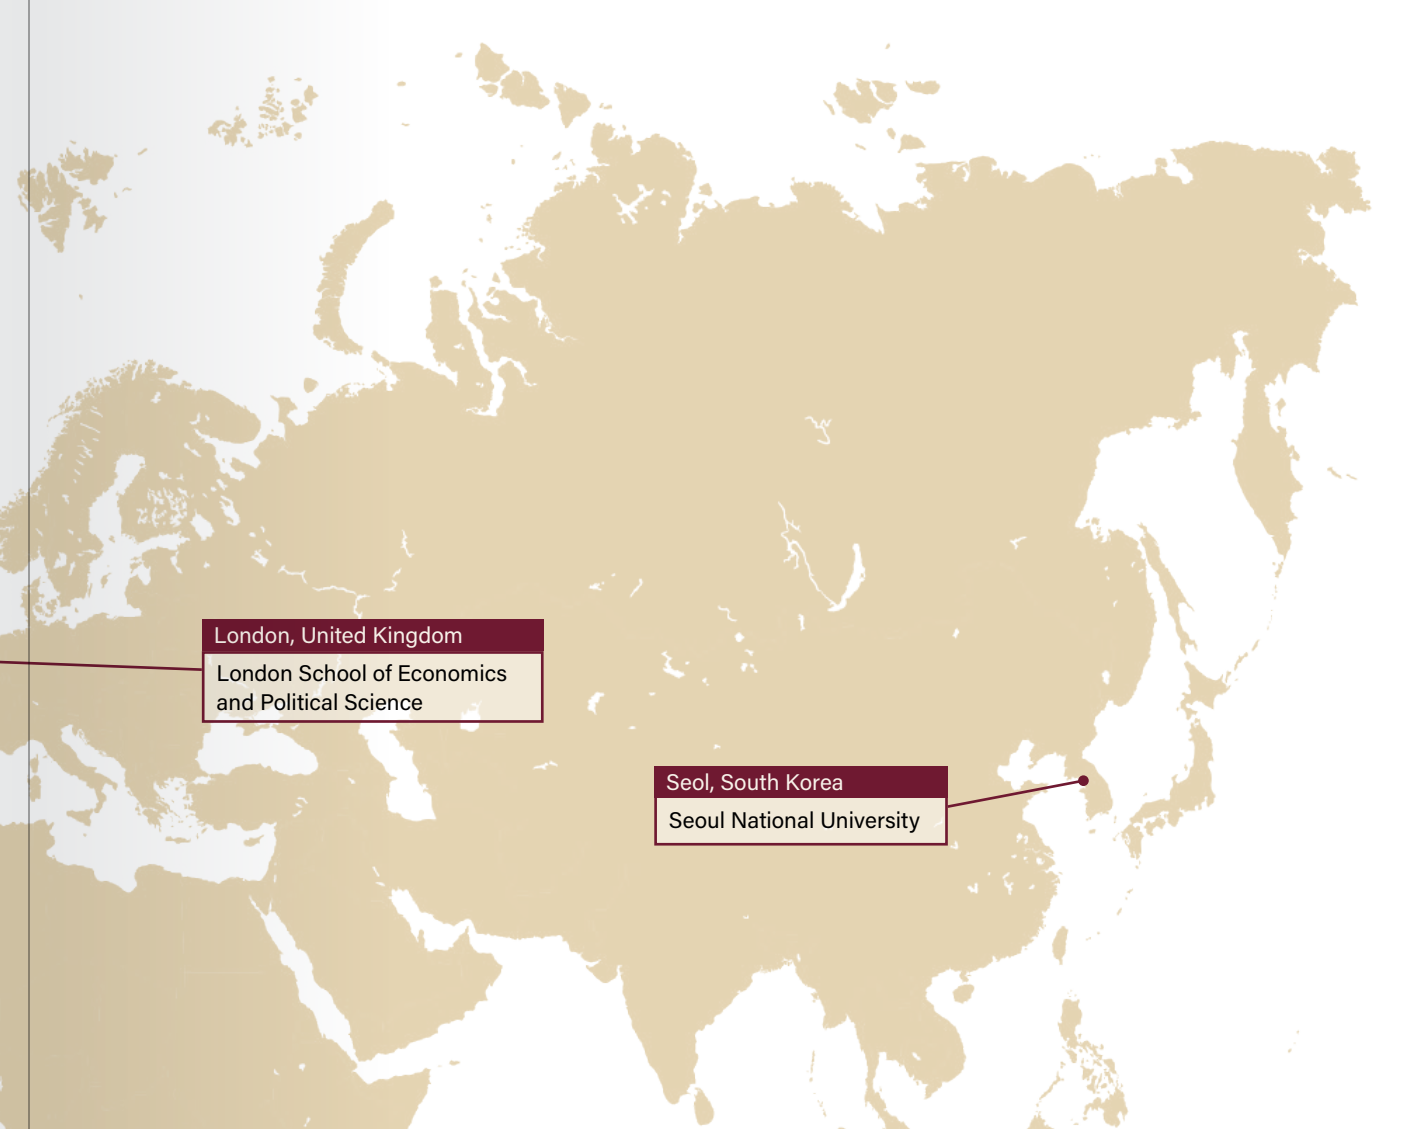 London, United Kingdom
London School of Economics
and Political Science
Seol, South Korea
Seoul National University